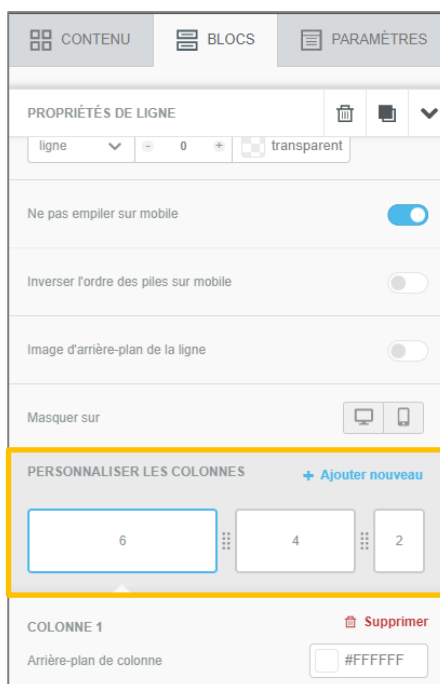 CONTENU BLOCS PARAMÈTRES
PROPRIÉTÉS DE LIGNE
ligne - 0 + transparent
Ne pas empiler sur mobile
Inverser l'ordre des piles sur mobile
Image d'arrière-plan de la ligne
Masquer sur
PERSONNALISER LES COLONNES + Ajouter nouveau
6 4 2
COLONNE 1 Supprimer
Arrière-plan de colonne #FFFFFF